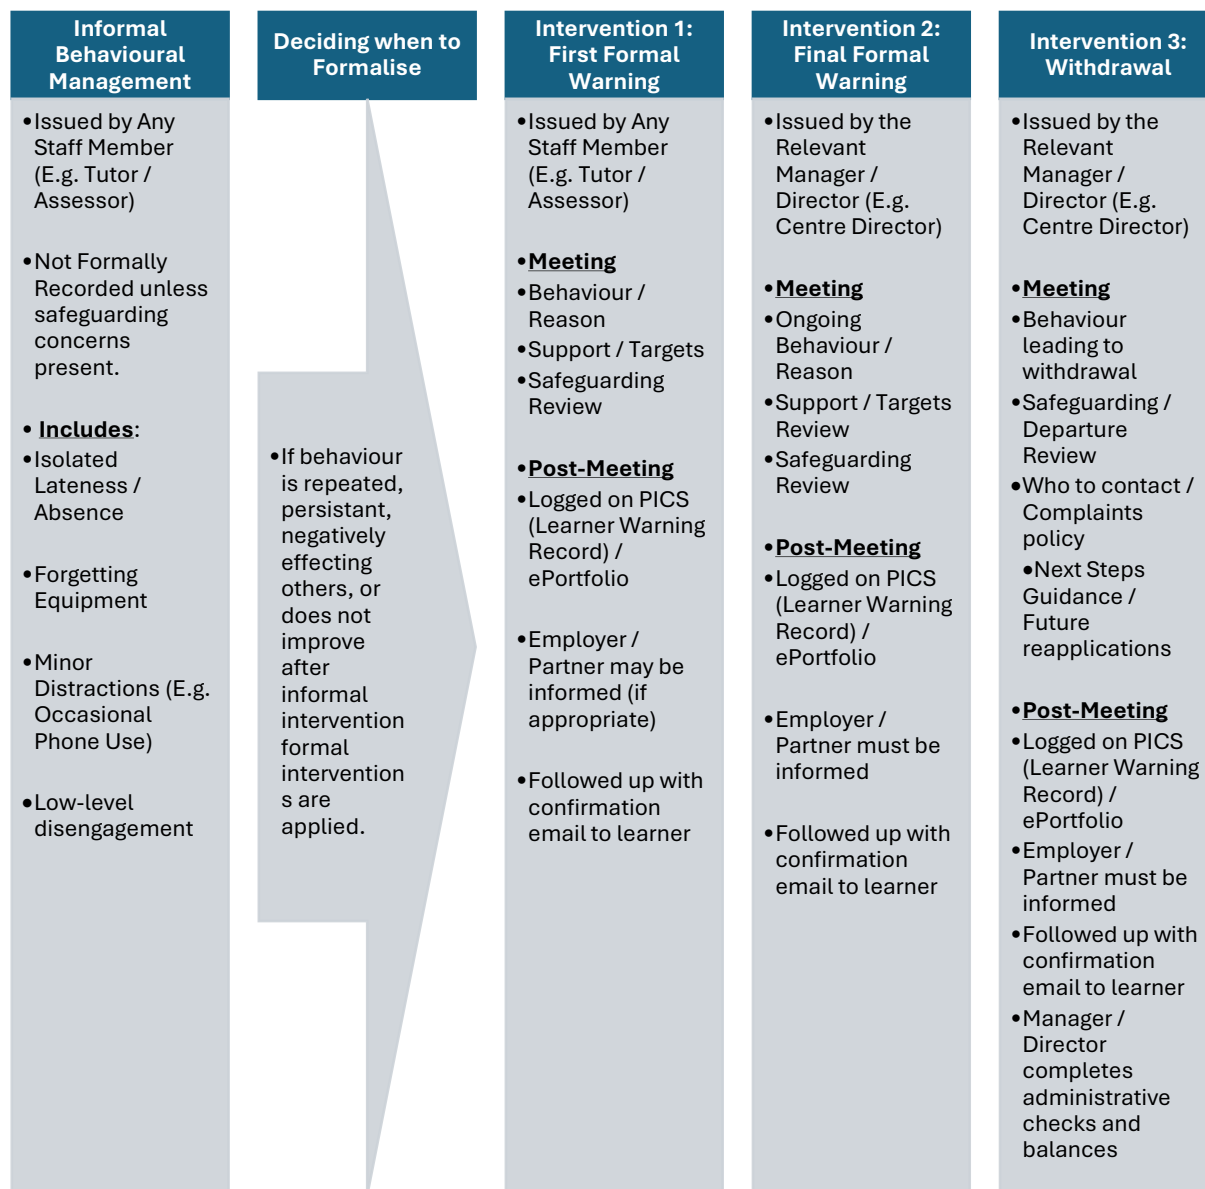 Informal
Behavioural
Management
•Issued by Any
Staff Member
(E.g. Tutor /
Assessor)
•Not Formally
Recorded unless
safeguarding
concerns
present.
• Includes:
•Isolated
Lateness /
Absence
•Forgetting
Equipment
•Minor
Distractions (E.g.
Occasional
Phone Use)
•Low-level
disengagement
Deciding when to
Formalise
•If behaviour
is repeated,
persistant,
negatively
effecting
others, or
does not
improve
after
informal
intervention
formal
intervention
s are
applied.
Intervention 1:
First Formal
Warning
•Issued by Any
Staff Member
(E.g. Tutor /
Assessor)
•Meeting
•Behaviour /
Reason
•Support / Targets
•Safeguarding
Review
•Post-Meeting
•Logged on PICS
(Learner Warning
Record) /
ePortfolio
•Employer /
Partner may be
informed (if
appropriate)
•Followed up with
confirmation
email to learner
Intervention 2:
Final Formal
Warning
•Issued by the
Relevant
Manager /
Director (E.g.
Centre Director)
•Meeting
•Ongoing
Behaviour /
Reason
•Support / Targets
Review
•Safeguarding
Review
•Post-Meeting
•Logged on PICS
(Learner Warning
Record) /
ePortfolio
•Employer /
Partner must be
informed
•Followed up with
confirmation
email to learner
Intervention 3:
Withdrawal
•Issued by the
Relevant
Manager /
Director (E.g.
Centre Director)
•Meeting
•Behaviour
leading to
withdrawal
•Safeguarding /
Departure
Review
•Who to contact /
Complaints
policy
•Next Steps
Guidance /
Future
reapplications
•Post-Meeting
•Logged on PICS
(Learner Warning
Record) /
ePortfolio
•Employer /
Partner must be
informed
•Followed up with
confirmation
email to learner
•Manager /
Director
completes
administrative
checks and
balances